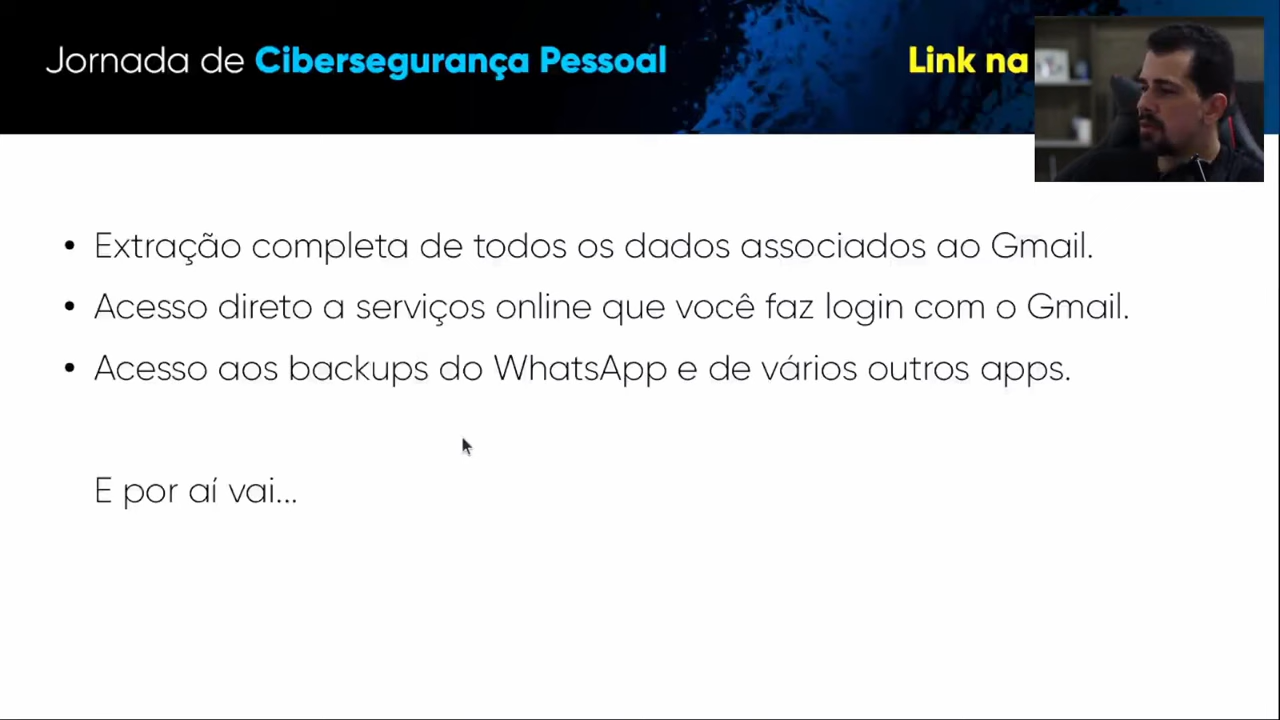 Jornada de Cibersegurança Pessoal
Link na
• Extração completa de todos os dados associados ao Gmail.
• Acesso direto a serviços online que você faz login com o Gmail.
• Acesso aos backups do WhatsApp e de vários outros apps.
E por aí vai...